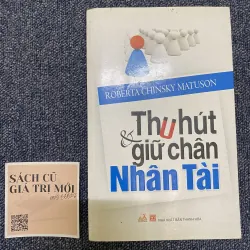 ROBERTA CHINSKY MATUSON
Thu hút
& giữ chân
Nhân Tài
SÁCH CŨ
GIÁ TRỊ MỚI